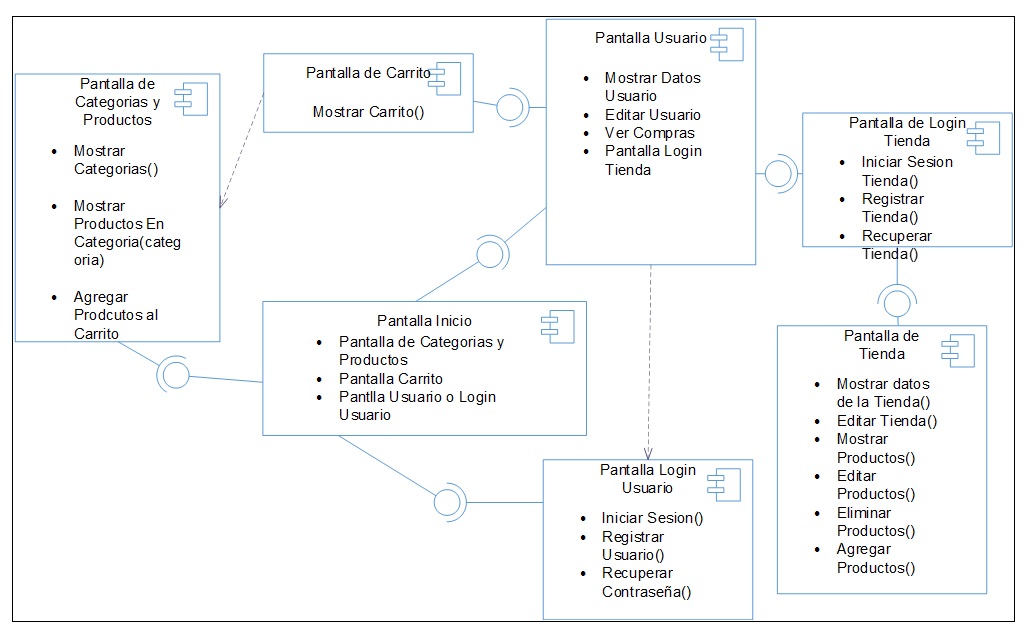 Pantalla de
Categorias y
Productos
• Mostrar
Categorias()
• Mostrar
Productos En
Categoria(categ
oria)
• Agregar
Prodcutos al
Carrito
Pantalla de Carrito
Mostrar Carrito()
Pantalla Usuario
• Mostrar Datos
Usuario
• Editar Usuario
• Ver Compras
• Pantalla Login
Tienda
Pantalla de Login
Tienda
• Iniciar Sesion
Tienda()
• Registrar
Tienda()
• Recuperar
Tienda()
Pantalla Inicio
• Pantalla de Categorias y
Productos
• Pantalla Carrito
• Pantlla Usuario o Login
Usuario
Pantalla de
Tienda
• Mostrar datos
de la Tienda()
• Editar Tienda()
• Mostrar
Productos()
• Editar
Productos()
• Eliminar
Productos()
• Agregar
Productos()
Pantalla Login
Usuario
• Iniciar Sesion()
• Registrar
Usuario()
• Recuperar
Contraseña()